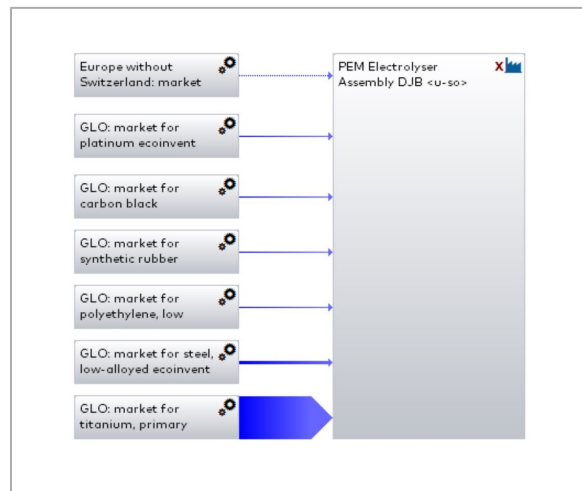 Europe without
Switzerland: market
GLO: market for
platinum ecoinvent
GLO: market for
carbon black
GLO: market for
synthetic rubber
GLO: market for
polyethylene, low
GLO: market for steel,
low-alloyed ecoinvent
GLO: market for
titanium, primary
PEM Electrolyser
Assembly DJB <u-so>
X